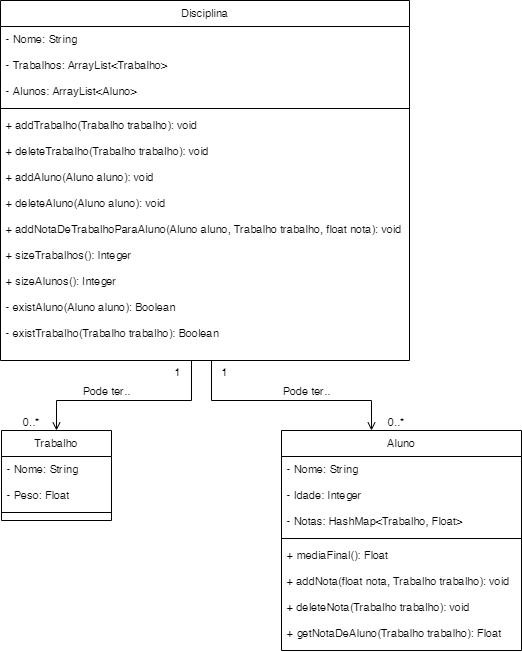 Disciplina
- Nome: String
- Trabalhos: ArrayList<Trabalho>
- Alunos: ArrayList<Aluno>
+ addTrabalho(Trabalho trabalho): void
+ deleteTrabalho(Trabalho trabalho): void
+ addAluno(Aluno aluno): void
+ deleteAluno(Aluno aluno): void
+ addNotaDeTrabalhoParaAluno(Aluno aluno, Trabalho trabalho, float nota): void
+ sizeTrabalhos(): Integer
+ sizeAlunos(): Integer
- existAluno(Aluno aluno): Boolean
- existTrabalho(Trabalho trabalho): Boolean
1
1
Pode ter..
Pode ter..
0..*
0..*
Trabalho
- Nome: String
- Peso: Float
Aluno
- Nome: String
- Idade: Integer
- Notas: HashMap<Trabalho, Float>
+ mediaFinal(): Float
+ addNota(float nota, Trabalho trabalho): void
+ deleteNota(Trabalho trabalho): void
+ getNotaDeAluno(Trabalho trabalho): Float